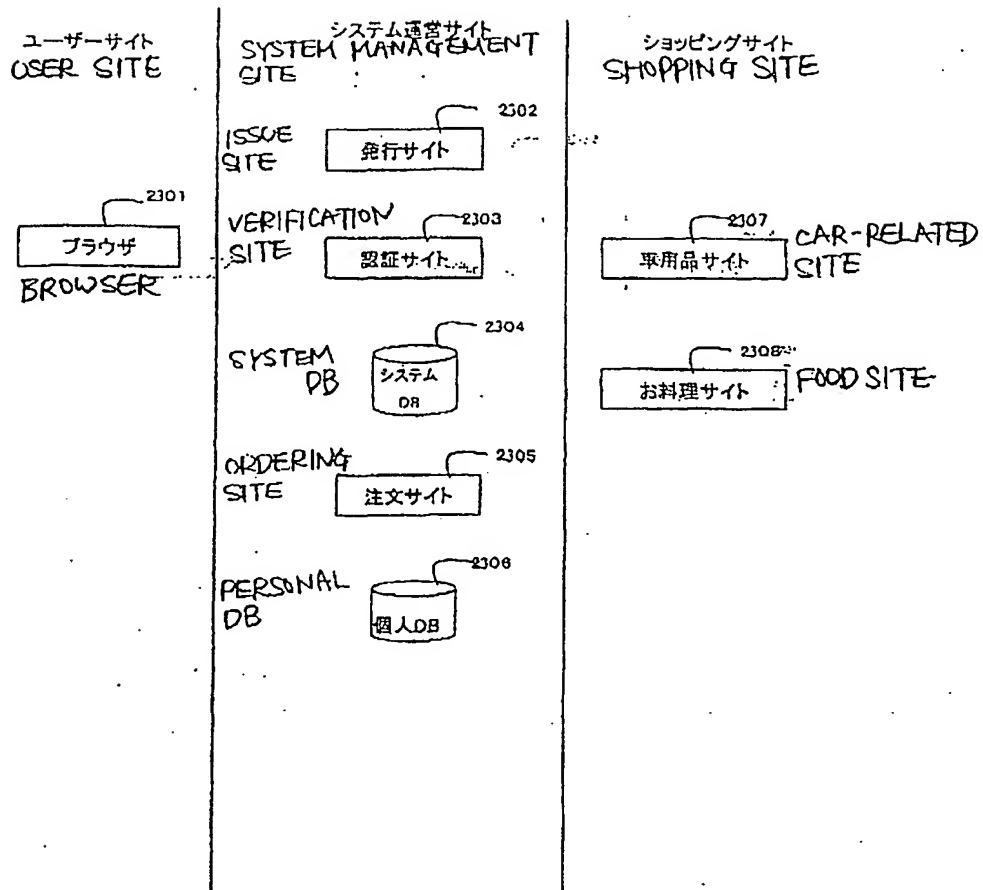 ユーザーサイト
USER SITE
システム運営サイト
SYSTEM MANAGEMENT
SITE
ショッピングサイト
SHOPPING SITE
2302
ISSUE
SITE
発行サイト
2301
ブラウザ
BROWSER
VERIFICATION
SITE
2303
認証サイト
2307
車用品サイト
CAR-RELATED
SITE
SYSTEM
DB
2304
システム
DB
2308
お料理サイト
FOOD SITE
ORDERING
SITE
2305
注文サイト
PERSONAL
DB
2306
個人DB